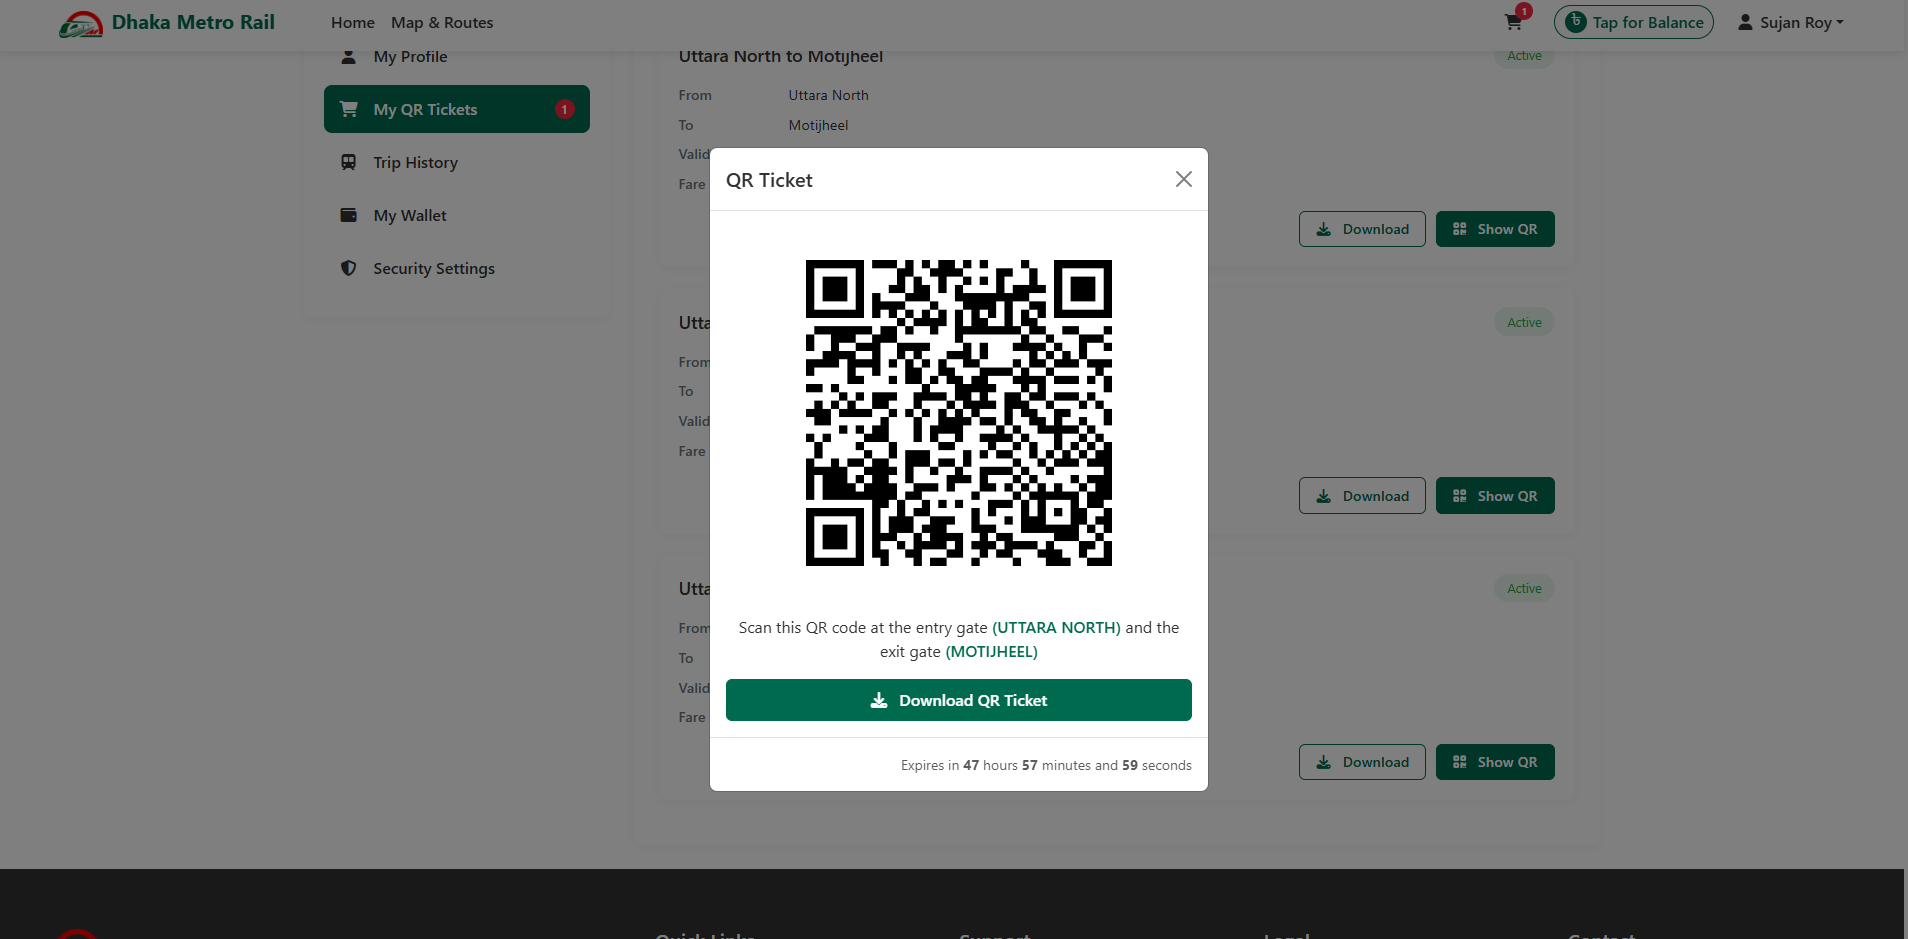 Dhaka Metro Rail
Home
Map & Routes
1
Tap for Balance
Sujan Roy
My Profile
My QR Tickets
1
Trip History
My Wallet
Security Settings
Uttara North to Motijheel
Active
From
Uttara North
To
Motijheel
Valid
Fare
Download
Show QR
Utta
Active
From
To
Valid
Fare
Download
Show QR
Utta
Active
From
To
Valid
Fare
Download
Show QR
QR Ticket
Scan this QR code at the entry gate (UTTARA NORTH) and the
exit gate (MOTIJHEEL)
Download QR Ticket
Expires in 47 hours 57 minutes and 59 seconds
Quick Links
Support
Legal
Contact